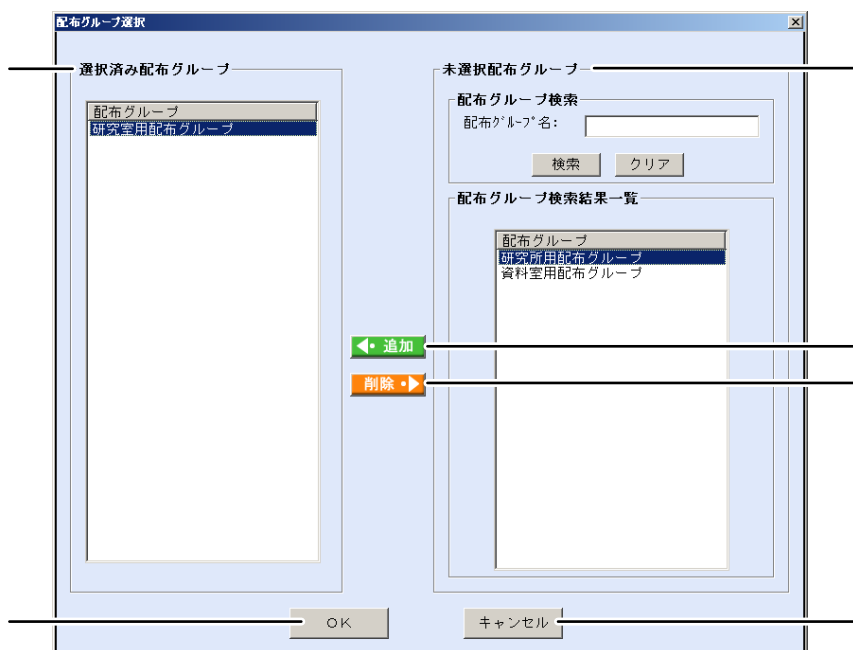 配布グループ選択
選択済み配布グループ
配布グループ
研究室用配布グループ
未選択配布グループ
配布グループ検索
配布ｸﾞﾙｰﾌﾟ名:
検索 クリア
配布グループ検索結果一覧
配布グループ
研究所用配布グループ
資料室用配布グループ
追加
削除
OK キャンセル